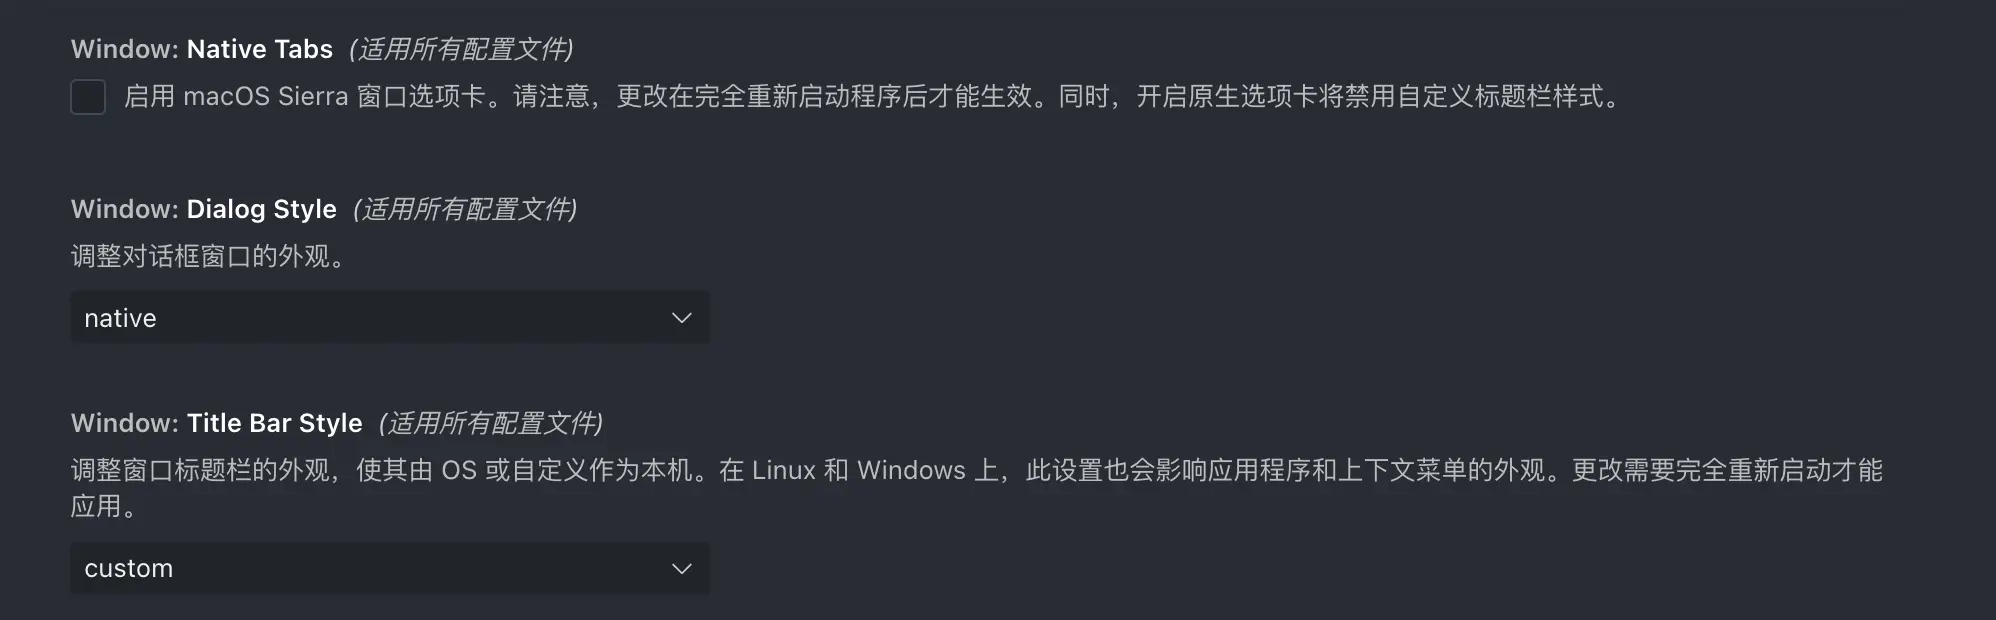 Window: Native Tabs (适用所有配置文件)
启用 macOS Sierra 窗口选项卡。请注意，更改在完全重新启动程序后才能生效。同时，开启原生选项卡将禁用自定义标题栏样式。
Window: Dialog Style (适用所有配置文件)
调整对话框窗口的外观。
native
Window: Title Bar Style (适用所有配置文件)
调整窗口标题栏的外观，使其由 OS 或自定义作为本机。在 Linux 和 Windows 上，此设置也会影响应用程序和上下文菜单的外观。更改需要完全重新启动才能
应用。
custom